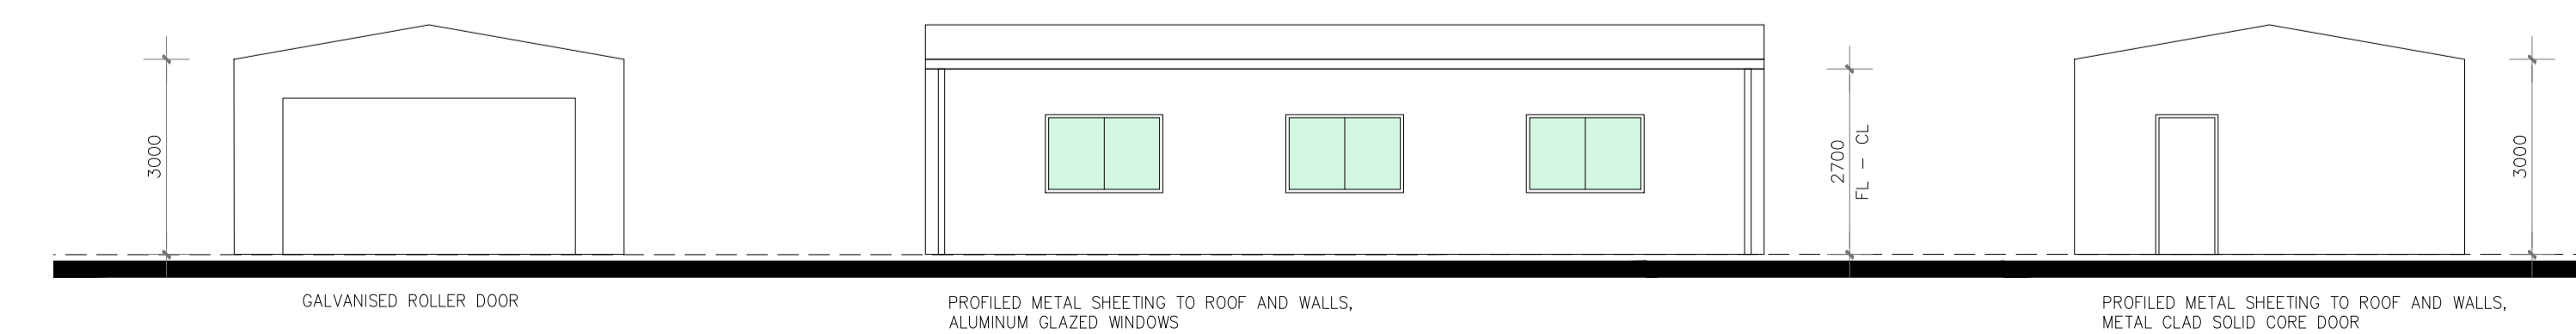 3000
GALVANISED ROLLER DOOR
PROFILED METAL SHEETING TO ROOF AND WALLS,
ALUMINUM GLAZED WINDOWS
2700
FL - CL
PROFILED METAL SHEETING TO ROOF AND WALLS,
METAL CLAD SOLID CORE DOOR
3000